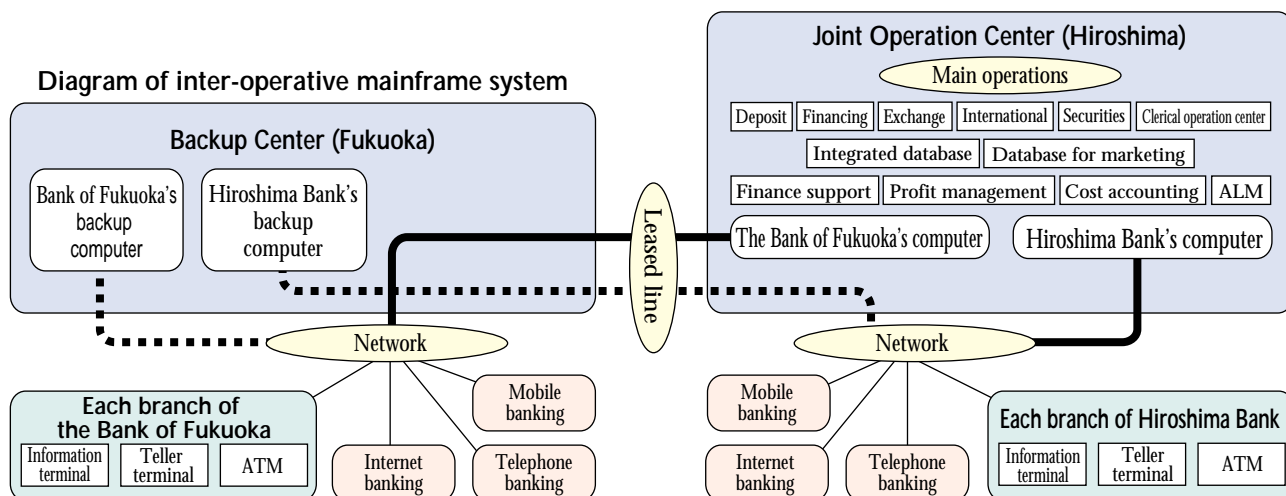 Diagram of inter-operative mainframe system
Backup Center (Fukuoka)
Bank of Fukuoka's
backup
computer
Hiroshima Bank's
backup
computer
Leased line
Joint Operation Center (Hiroshima)
Main operations
Deposit
Financing
Exchange
International
Securities
Clerical operation center
Integrated database
Database for marketing
Finance support
Profit management
Cost accounting
ALM
The Bank of Fukuoka's computer
Hiroshima Bank's computer
Network
Each branch of
the Bank of Fukuoka
Information
terminal
Teller
terminal
ATM
Internet
banking
Mobile
banking
Telephone
banking
Network
Mobile
banking
Internet
banking
Telephone
banking
Each branch of Hiroshima Bank
Information
terminal
Teller
terminal
ATM